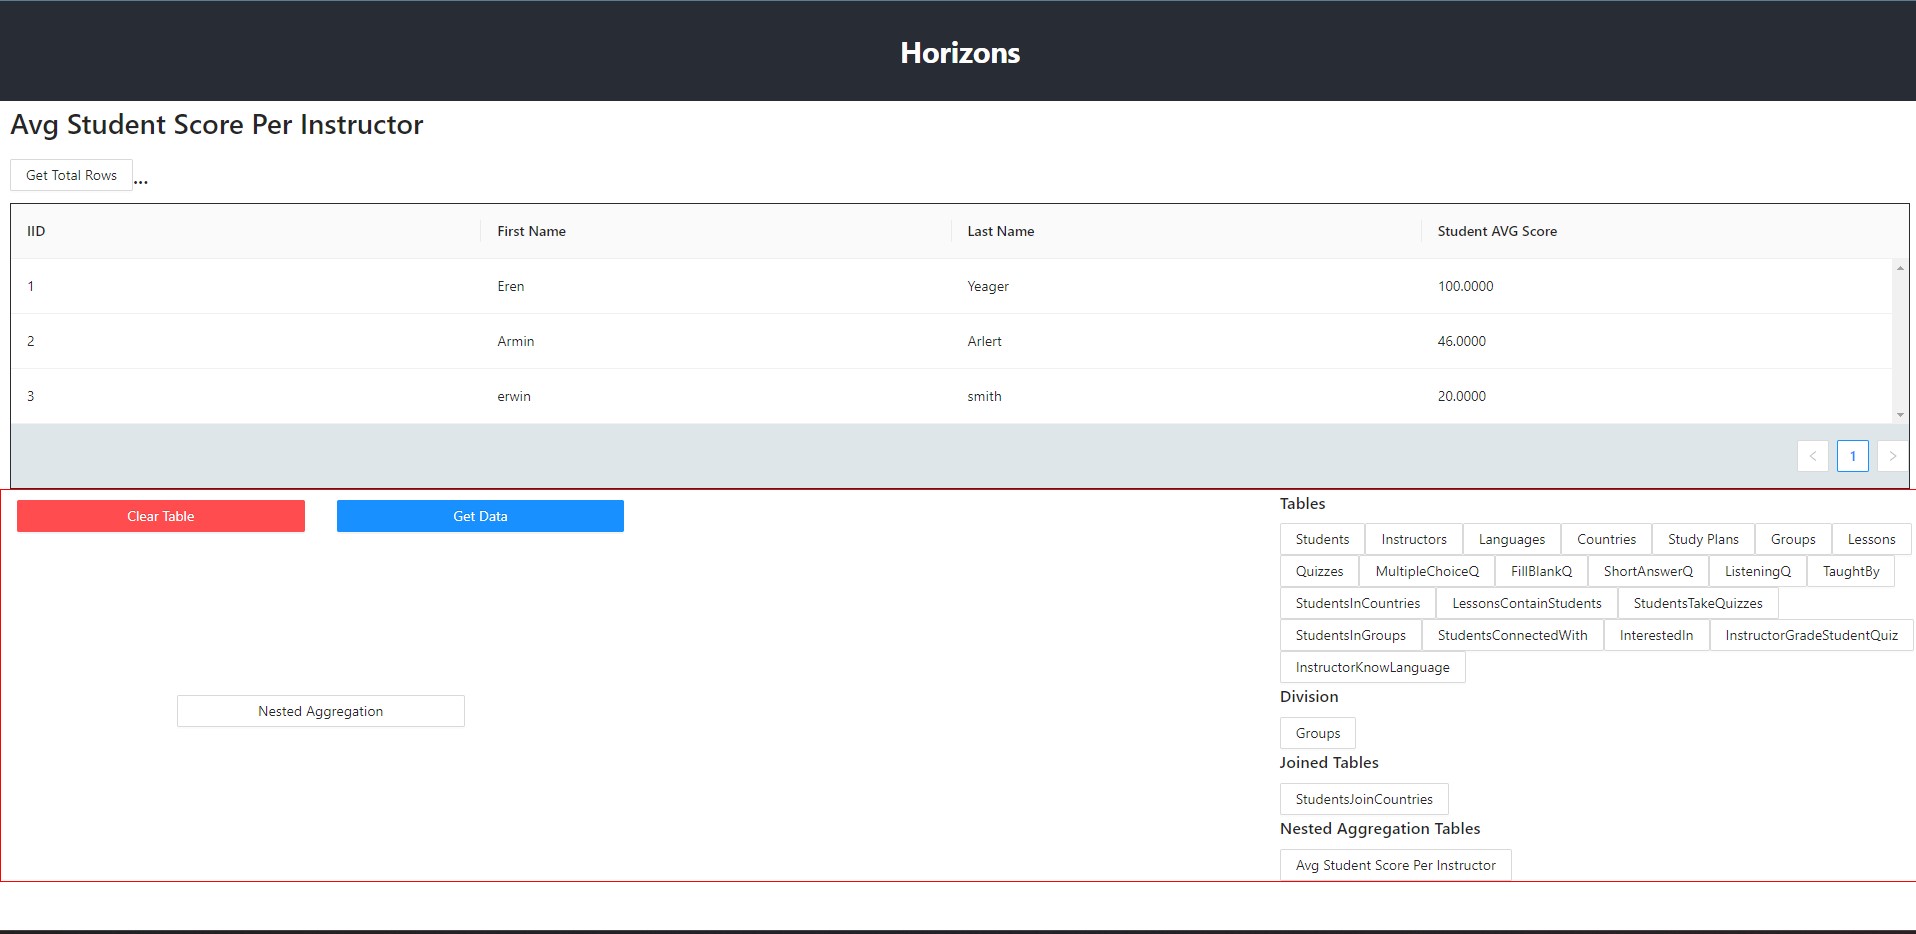 Horizons
Avg Student Score Per Instructor
Get Total Rows ...
IID First Name Last Name Student AVG Score
1 Eren Yeager 100.0000
2 Armin Arlert 46.0000
3 erwin smith 20.0000
< 1 >
Clear Table Get Data
Nested Aggregation
Tables
Students Instructors Languages Countries Study Plans Groups Lessons
Quizzes MultipleChoiceQ FillBlankQ ShortAnswerQ ListeningQ TaughtBy
StudentsInCountries LessonsContainStudents StudentsTakeQuizzes
StudentsInGroups StudentsConnectedWith InterestedIn InstructorGradeStudentQuiz
InstructorKnowLanguage
Division
Groups
Joined Tables
StudentsJoinCountries
Nested Aggregation Tables
Avg Student Score Per Instructor